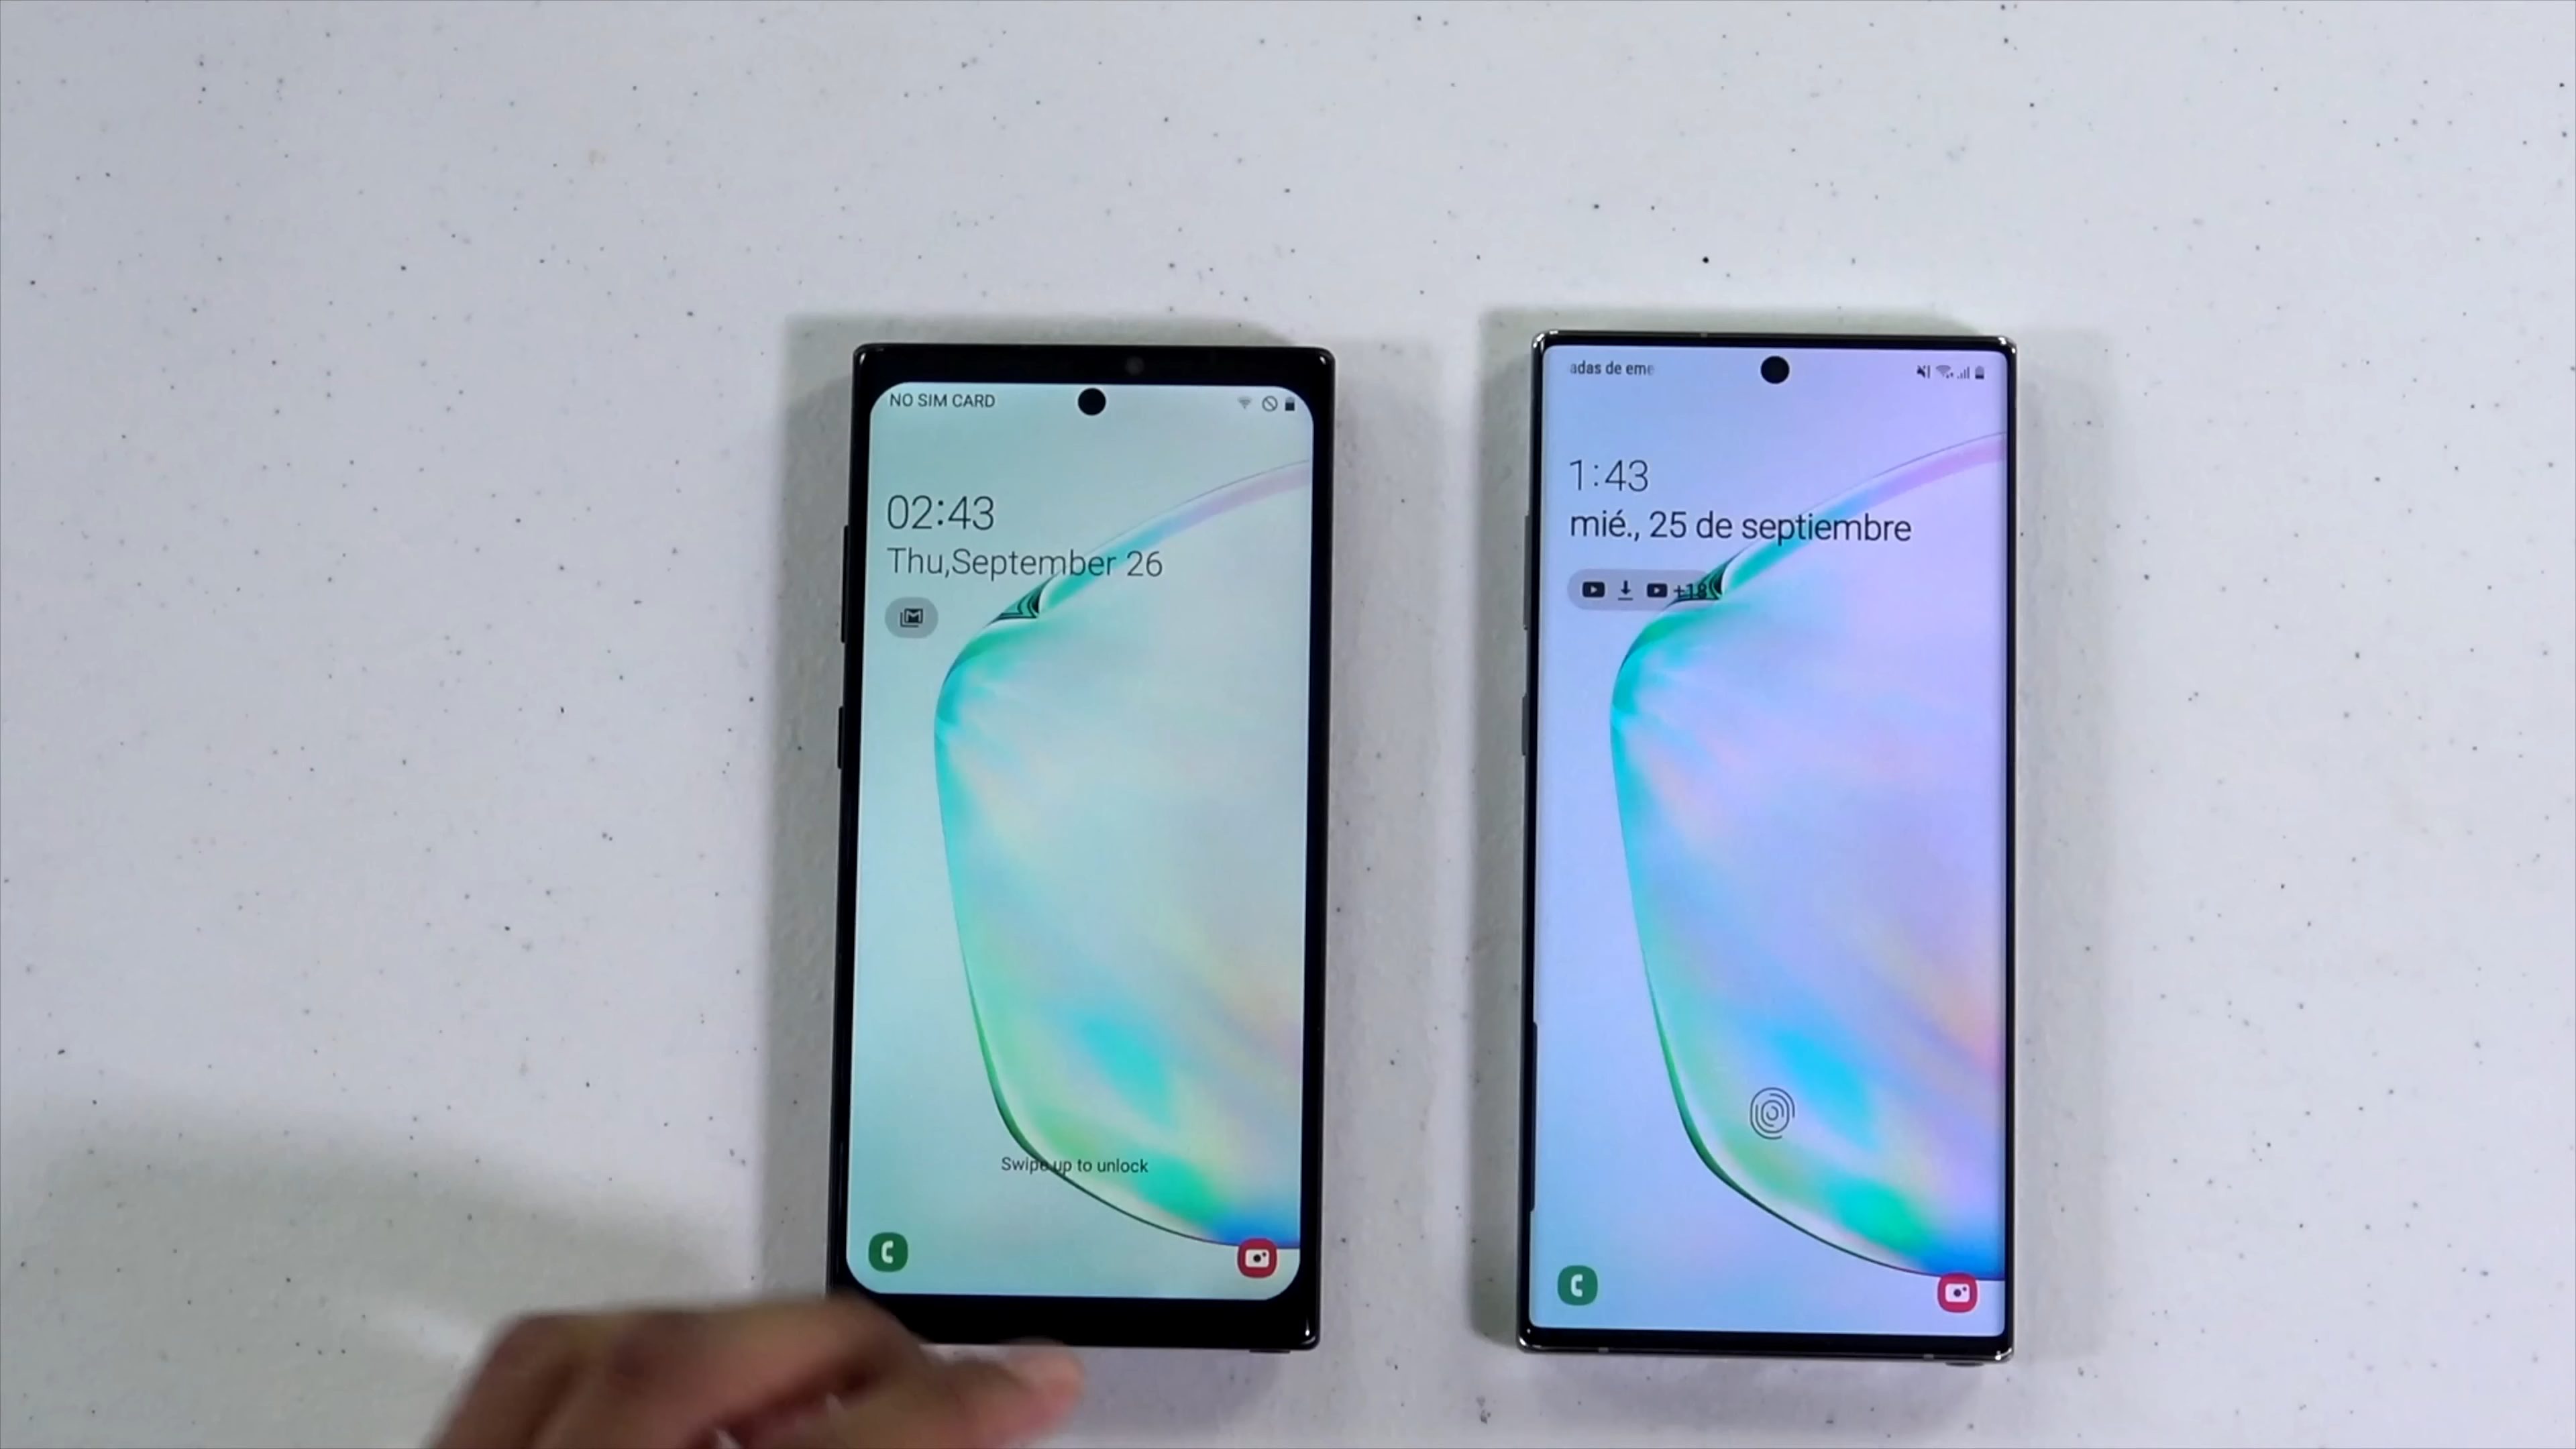 NO SIM CARD
02:43
Thu,September 26
Swipe up to unlock
adas de eme
1:43
mié., 25 de septiembre
+18